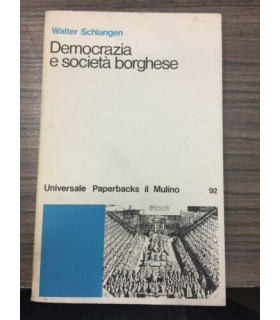 Walter Schlangen
Democrazia
e società borghese
Universale Paperbacks il Mulino 92